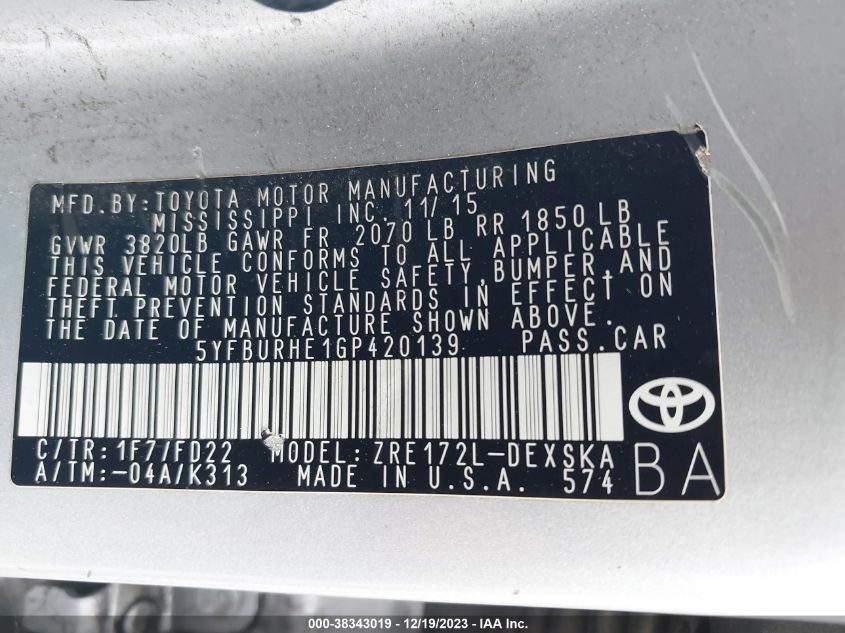 MFD. BY: TOYOTA MOTOR MANUFACTURING
MISSISSIPPI INC. 11/15
GVWR 3820LB GAWR FR 2070 LB RR 1850 LB
THIS VEHICLE CONFORMS TO ALL APPLICABLE
FEDERAL MOTOR VEHICLE SAFETY, BUMPER, AND
THEFT PREVENTION STANDARDS IN EFFECT ON
THE DATE OF MANUFACTURE SHOWN ABOVE.
5YFBURHE1GP420139 PASS. CAR
C/TR: 1F7/FD22 MODEL: ZRE172L-DEXSKA
A/TM: -04A/K313 MADE IN U.S.A. 574
BA
000-38343019 - 12/19/2023 - IAA Inc.